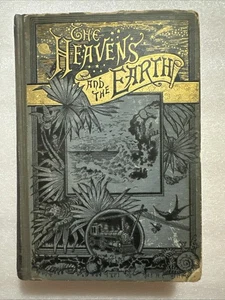 THE
HEAVENS
AND THE EARTH